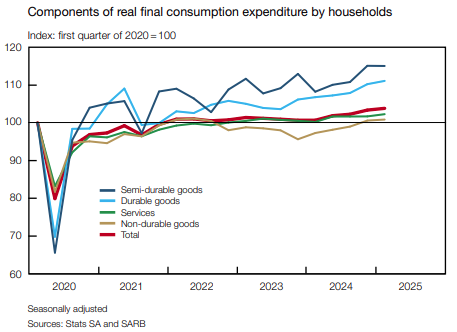 Components of real final consumption expenditure by households
Index: first quarter of 2020 = 100
120
110
100
90
80
70
60
Semi-durable goods
Durable goods
Services
Non-durable goods
Total
2020 2021 2022 2023 2024 2025
Seasonally adjusted
Sources: Stats SA and SARB